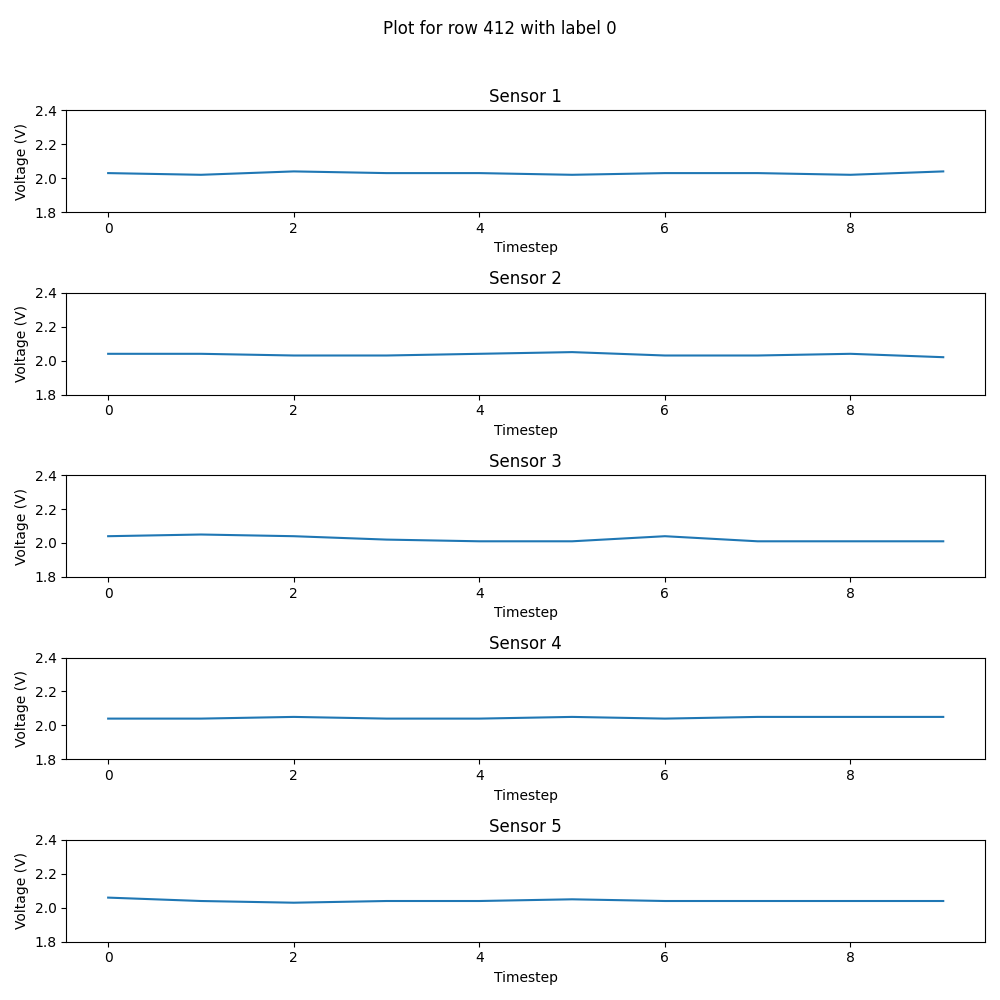 Plot for row 412 with label 0
Sensor 1
Voltage (V)
2.4
2.2
2.0
1.8
0 2 4 6 8
Timestep
Sensor 2
Voltage (V)
2.4
2.2
2.0
1.8
0 2 4 6 8
Timestep
Sensor 3
Voltage (V)
2.4
2.2
2.0
1.8
0 2 4 6 8
Timestep
Sensor 4
Voltage (V)
2.4
2.2
2.0
1.8
0 2 4 6 8
Timestep
Sensor 5
Voltage (V)
2.4
2.2
2.0
1.8
0 2 4 6 8
Timestep